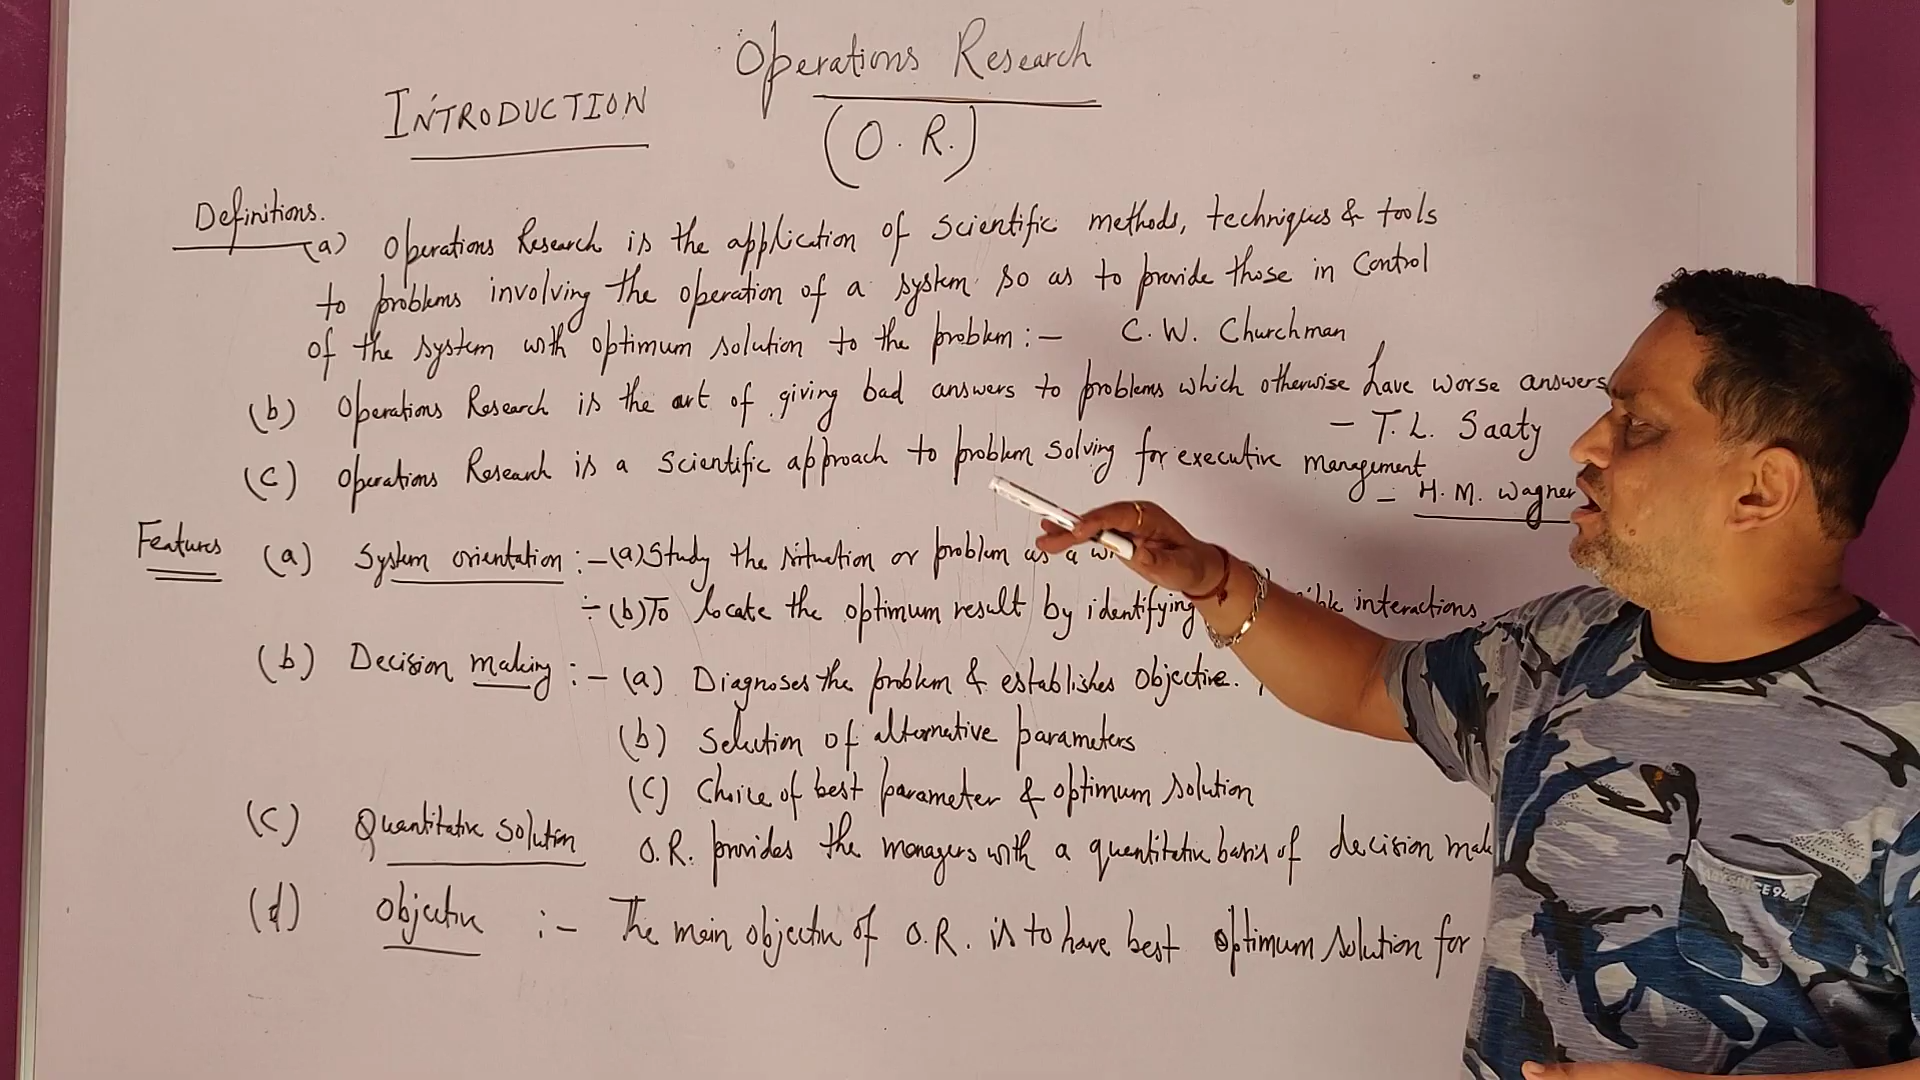 Operations Research
INTRODUCTION
(O. R.)
Definitions.
(a) Operations Research is the application of scientific methods, techniques & tools
to problems involving the operation of a system so as to provide those in control
of the system with optimum solution to the problem :- C. W. Churchman
(b) Operations Research is the art of giving bad answers to problems which otherwise have worse answers
- T. L. Saaty
(C) Operations Research is a Scientific approach to problem solving for executive management
- H. M. Wagner
Features (a) System orientation :- (a) Study the situation or problem as a
:- (b) To locate the optimum result by identifying interactions
(b) Decision making :- (a) Diagnoses the problem & establishes objective.
(b) Selection of alternative parameters
(C) Choice of best parameter & optimum solution
(C) Quantitative Solution O.R. provides the managers with a quantitative basis of decision
(d) Objective :- The main objective of O.R. is to have best optimum solution for